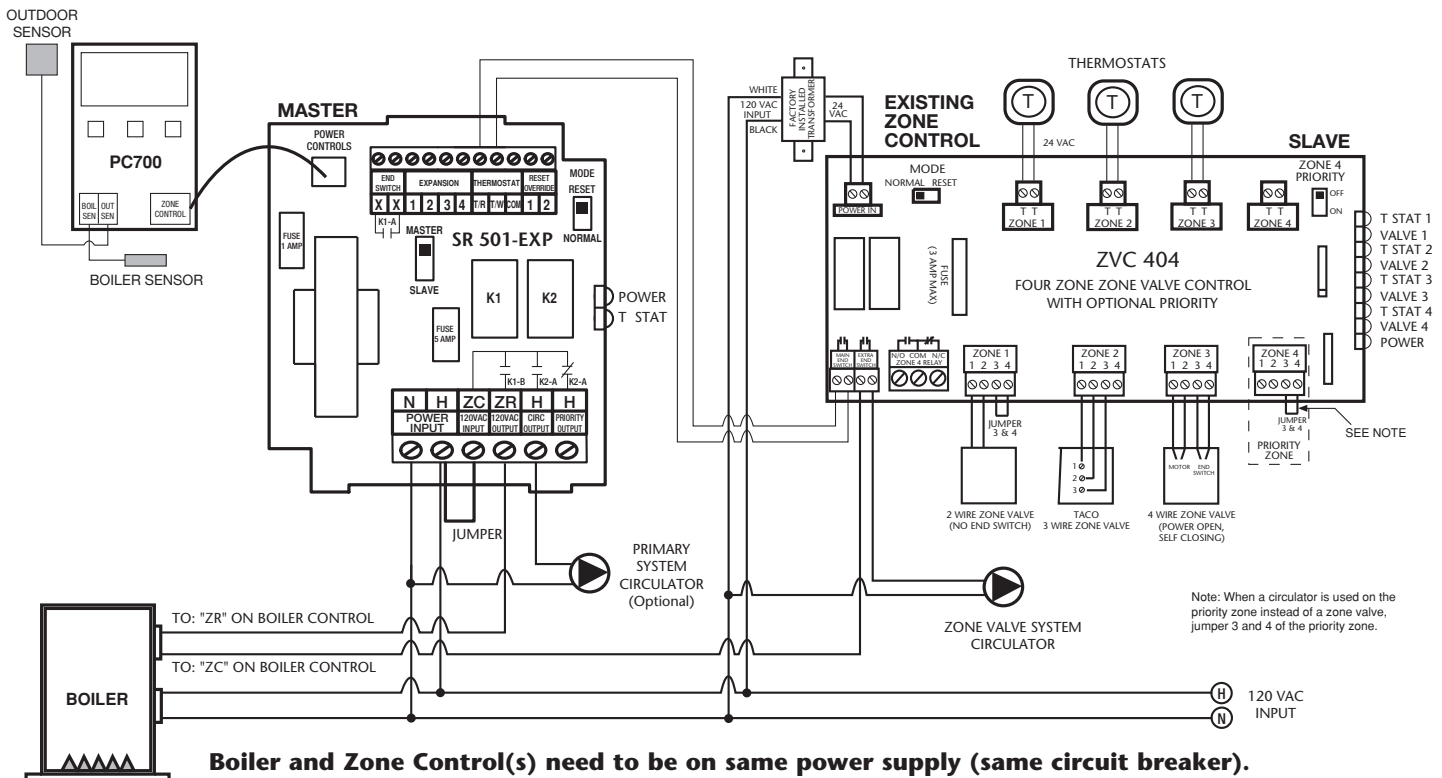 OUTDOOR
SENSOR
PC700
BOIL
SEN
OUT
SEN
ZONE
CONTROL
BOILER SENSOR
MASTER
POWER
CONTROLS
END
SWITCH
EXPANSION
THERMOSTAT
RESET
OVERRIDE
X X 1 2 3 4 T/R T/W COM 1 2
K1-A
MODE
RESET
NORMAL
FUSE
1 AMP
MASTER
SLAVE
SR 501-EXP
K1
K2
POWER
T STAT
FUSE
5 AMP
K1-B
K2-A
K2-A
N H ZC ZR H H
POWER
INPUT
120VAC
INPUT
120VAC
OUTPUT
CIRC
OUTPUT
PRIORITY
OUTPUT
JUMPER
PRIMARY
SYSTEM
CIRCULATOR
(Optional)
WHITE
120 VAC
INPUT
BLACK
FACTORY
INSTALLED
TRANSFORMER
24
VAC
EXISTING
ZONE
CONTROL
THERMOSTATS
T
T
T
24 VAC
SLAVE
MODE
NORMAL RESET
POWER IN
T T
ZONE 1
T T
ZONE 2
T T
ZONE 3
T T
ZONE 4
ZONE 4
PRIORITY
OFF
ON
T STAT 1
VALVE 1
T STAT 2
VALVE 2
T STAT 3
VALVE 3
T STAT 4
VALVE 4
POWER
FUSE
(3 AMP MAX)
ZVC 404
FOUR ZONE ZONE VALVE CONTROL
WITH OPTIONAL PRIORITY
MAIN
END
SWITCH
EXTRA
END
SWITCH
N/O COM N/C
ZONE 4 RELAY
ZONE 1
1 2 3 4
ZONE 2
1 2 3 4
ZONE 3
1 2 3 4
ZONE 4
1 2 3 4
JUMPER
3 & 4
JUMPER
3 & 4
PRIORITY
ZONE
SEE NOTE
1
2
3
MOTOR
END
SWITCH
2 WIRE ZONE VALVE
(NO END SWITCH)
TACO
3 WIRE ZONE VALVE
4 WIRE ZONE VALVE
(POWER OPEN,
SELF CLOSING)
ZONE VALVE SYSTEM
CIRCULATOR
Note: When a circulator is used on the
priority zone instead of a zone valve,
jumper 3 and 4 of the priority zone.
TO: "ZR" ON BOILER CONTROL
TO: "ZC" ON BOILER CONTROL
BOILER
H
N
120 VAC
INPUT
Boiler and Zone Control(s) need to be on same power supply (same circuit breaker).